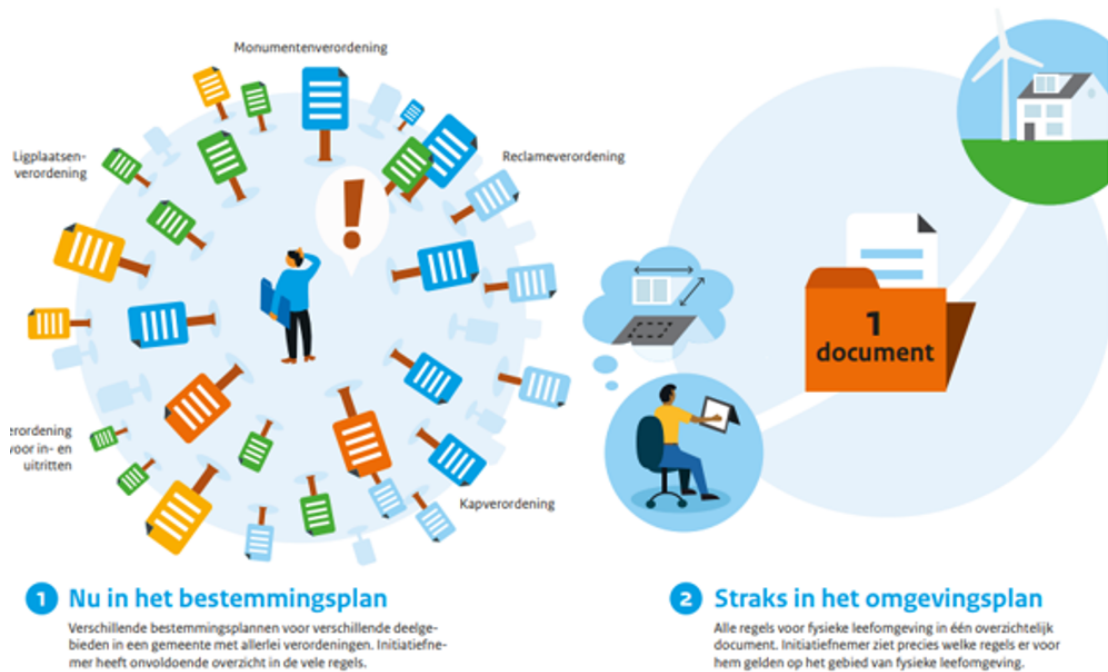 Monumentenverordening
Ligplaatsen-
verordening
Reclameverordening
erordening
voor in- en
uitritten
Kapverordening
1 document
1 Nu in het bestemmingsplan
Verschillende bestemmingsplannen voor verschillende deelge-
bieden in een gemeente met allerlei verordeningen. Initiatiefne-
mer heeft onvoldoende overzicht in de vele regels.
2 Straks in het omgevingsplan
Alle regels voor fysieke leefomgeving in één overzichtelijk
document. Initiatiefnemer ziet precies welke regels er voor
hem gelden op het gebied van fysieke leefomgeving.